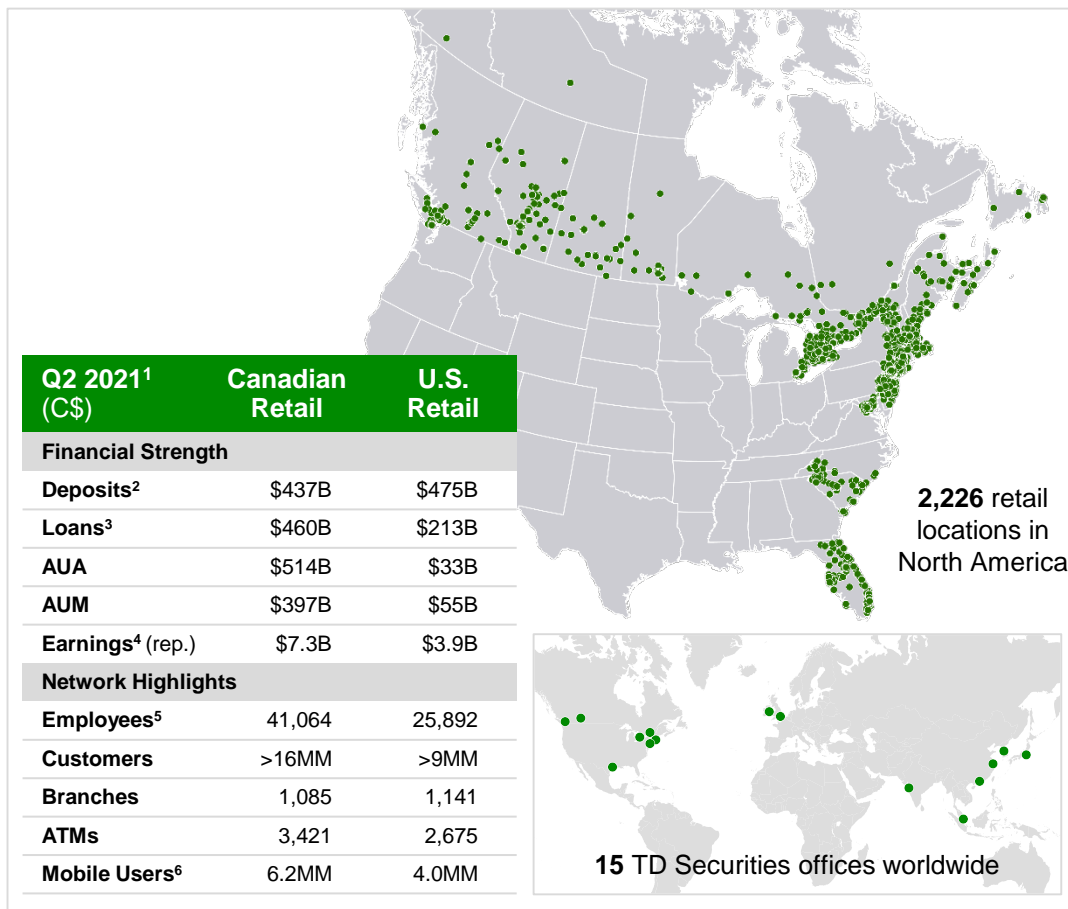 Q2 2021¹ (C$) Canadian Retail U.S. Retail
Financial Strength
Deposits² $437B $475B
Loans³ $460B $213B
AUA $514B $33B
AUM $397B $55B
Earnings⁴ (rep.) $7.3B $3.9B
Network Highlights
Employees⁵ 41,064 25,892
Customers >16MM >9MM
Branches 1,085 1,141
ATMs 3,421 2,675
Mobile Users⁶ 6.2MM 4.0MM
2,226 retail
locations in
North America
15 TD Securities offices worldwide